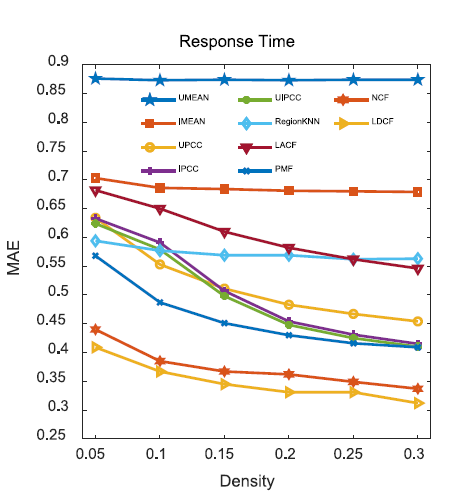 Response Time
0.9
0.85
0.8
0.75
0.7
0.65
0.6
0.55
0.5
0.45
0.4
0.35
0.3
0.25
MAE
UMEAN UIPCC NCF
IMEAN RegionKNN LDCF
UPCC LACF
IPCC PMF
0.05 0.1 0.15 0.2 0.25 0.3
Density